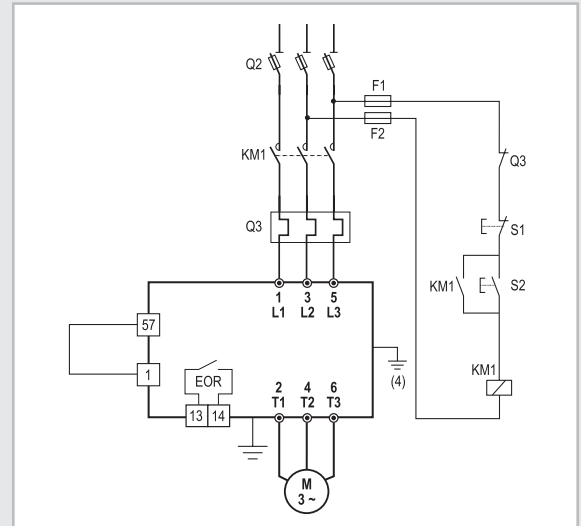 Q2
F1
F2
KM1
Q3
Q3
S1
KM1
S2
1 3 5
L1 L2 L3
57
1
EOR
13 14
(4)
KM1
2 4 6
T1 T2 T3
M
3 ~